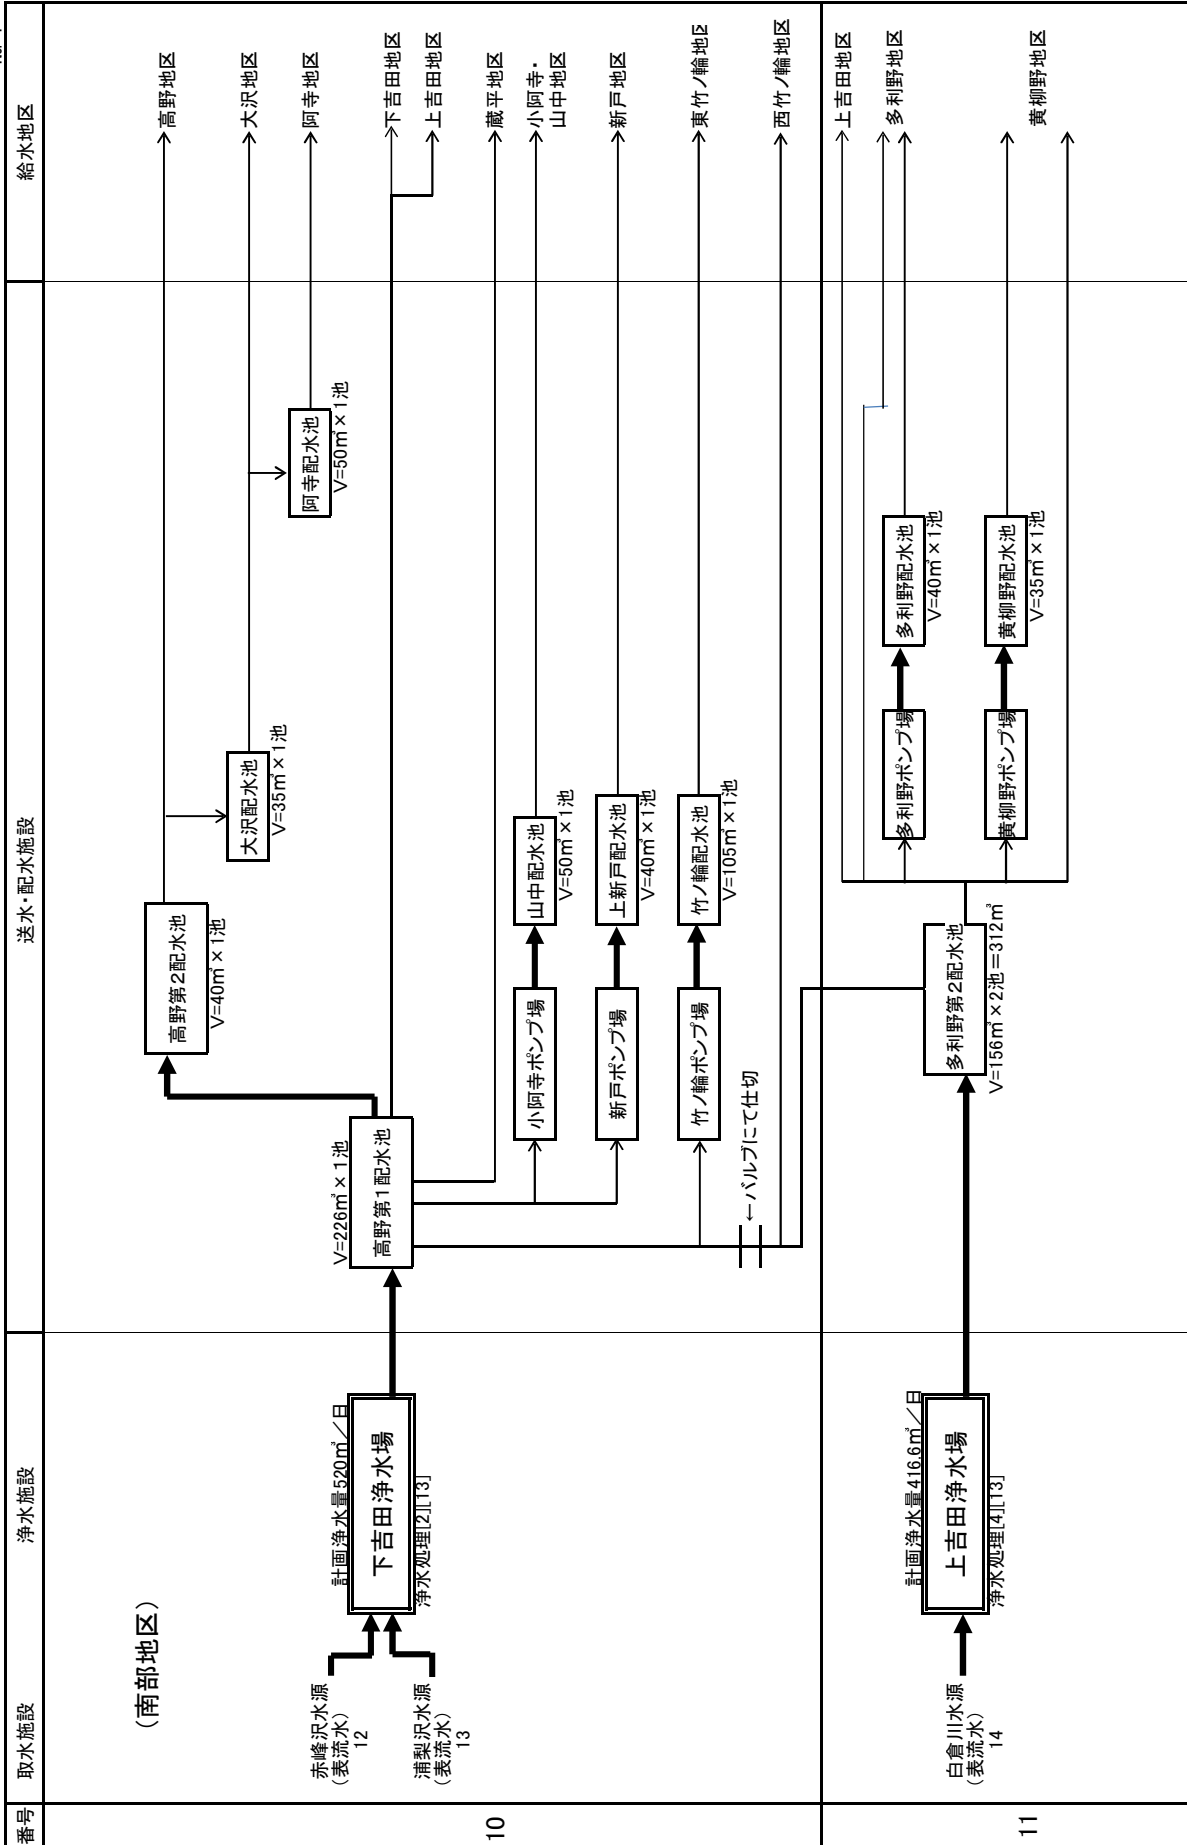 番号
取水施設
浄水施設
送水・配水施設
給水地区
10
(南部地区)
赤峰沢水源
(表流水)
12
浦梨沢水源
(表流水)
13
計画浄水量520㎥/日
下吉田浄水場
浄水処理[2][13]
V=226㎥×1池
高野第1配水池
高野第2配水池
V=40㎥×1池
大沢配水池
V=35㎥×1池
阿寺配水池
V=50㎥×1池
小阿寺ポンプ場
山中配水池
V=50㎥×1池
新戸ポンプ場
上新戸配水池
V=40㎥×1池
竹ノ輪ポンプ場
竹ノ輪配水池
V=105㎥×1池
←バルブにて仕切
高野地区
大沢地区
阿寺地区
下吉田地区
上吉田地区
蔵平地区
小阿寺・
山中地区
新戸地区
東竹ノ輪地区
西竹ノ輪地区
11
白倉川水源
(表流水)
14
計画浄水量416.6㎥/日
上吉田浄水場
浄水処理[4][13]
多利野第2配水池
V=156㎥×2池=312㎥
多利野ポンプ場
多利野配水池
V=40㎥×1池
黄柳野ポンプ場
黄柳野配水池
V=35㎥×1池
上吉田地区
多利野地区
黄柳野地区